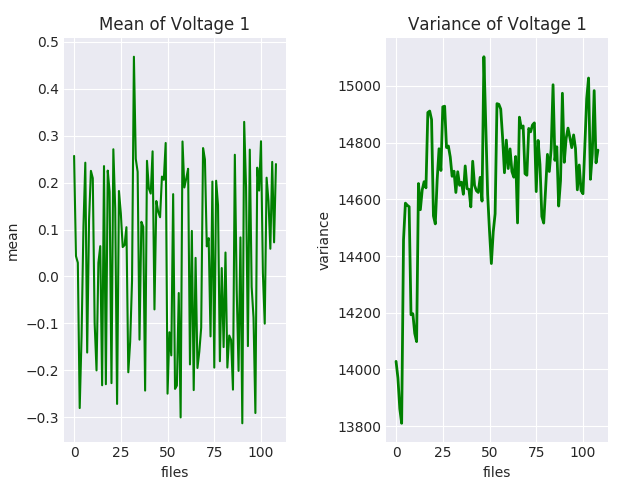 Mean of Voltage 1
0.5
0.4
0.3
0.2
0.1
0.0
−0.1
−0.2
−0.3
mean
0 25 50 75 100
files
Variance of Voltage 1
15000
14800
14600
14400
14200
14000
13800
variance
0 25 50 75 100
files